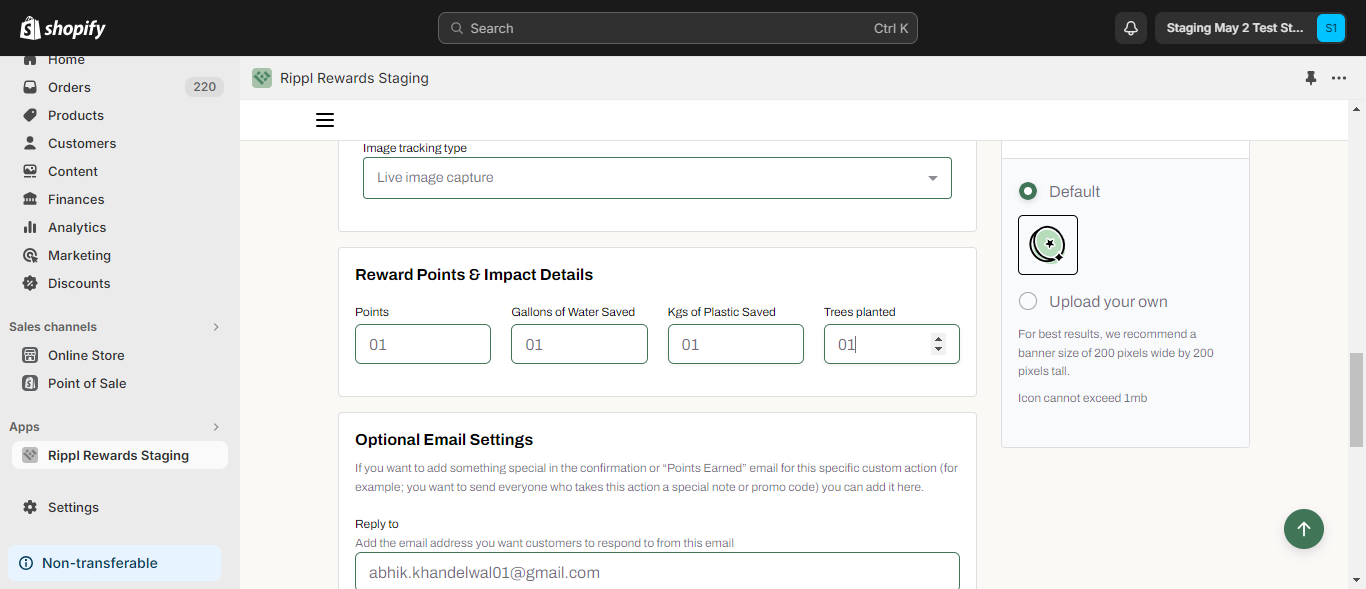 shopify
Search
Ctrl K
Staging May 2 Test St...
S1
Home
Orders
220
Products
Customers
Content
Finances
Analytics
Marketing
Discounts
Sales channels
Online Store
Point of Sale
Apps
Rippl Rewards Staging
Settings
Non-transferable
Rippl Rewards Staging
Image tracking type
Live image capture
Reward Points & Impact Details
Points
Gallons of Water Saved
Kgs of Plastic Saved
Trees planted
01
01
01
01
Optional Email Settings
If you want to add something special in the confirmation or “Points Earned” email for this specific custom action (for
example; you want to send everyone who takes this action a special note or promo code) you can add it here.
Reply to
Add the email address you want customers to respond to from this email
abhik.khandelwal01@gmail.com
Default
Upload your own
For best results, we recommend a
banner size of 200 pixels wide by 200
pixels tall.
Icon cannot exceed 1mb